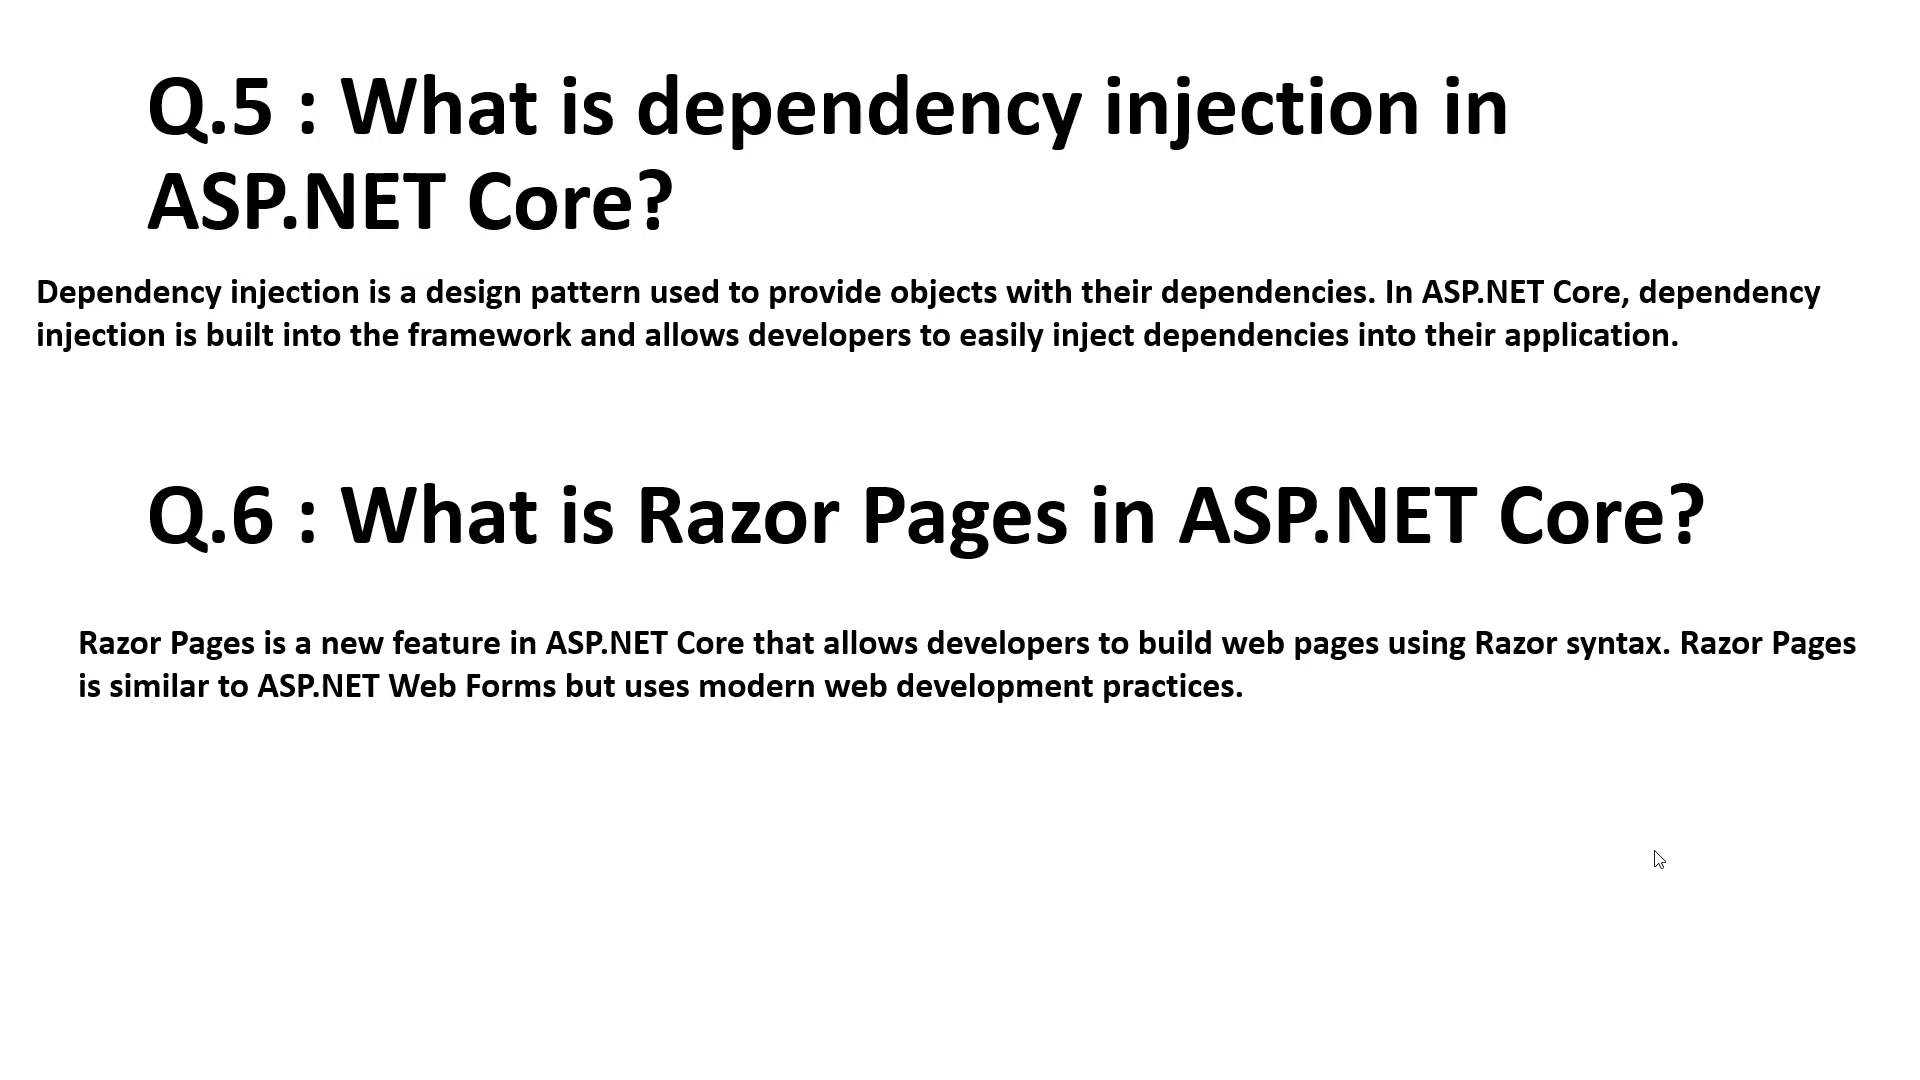 Q.5 : What is dependency injection in
ASP.NET Core?
Dependency injection is a design pattern used to provide objects with their dependencies. In ASP.NET Core, dependency
injection is built into the framework and allows developers to easily inject dependencies into their application.
Q.6 : What is Razor Pages in ASP.NET Core?
Razor Pages is a new feature in ASP.NET Core that allows developers to build web pages using Razor syntax. Razor Pages
is similar to ASP.NET Web Forms but uses modern web development practices.